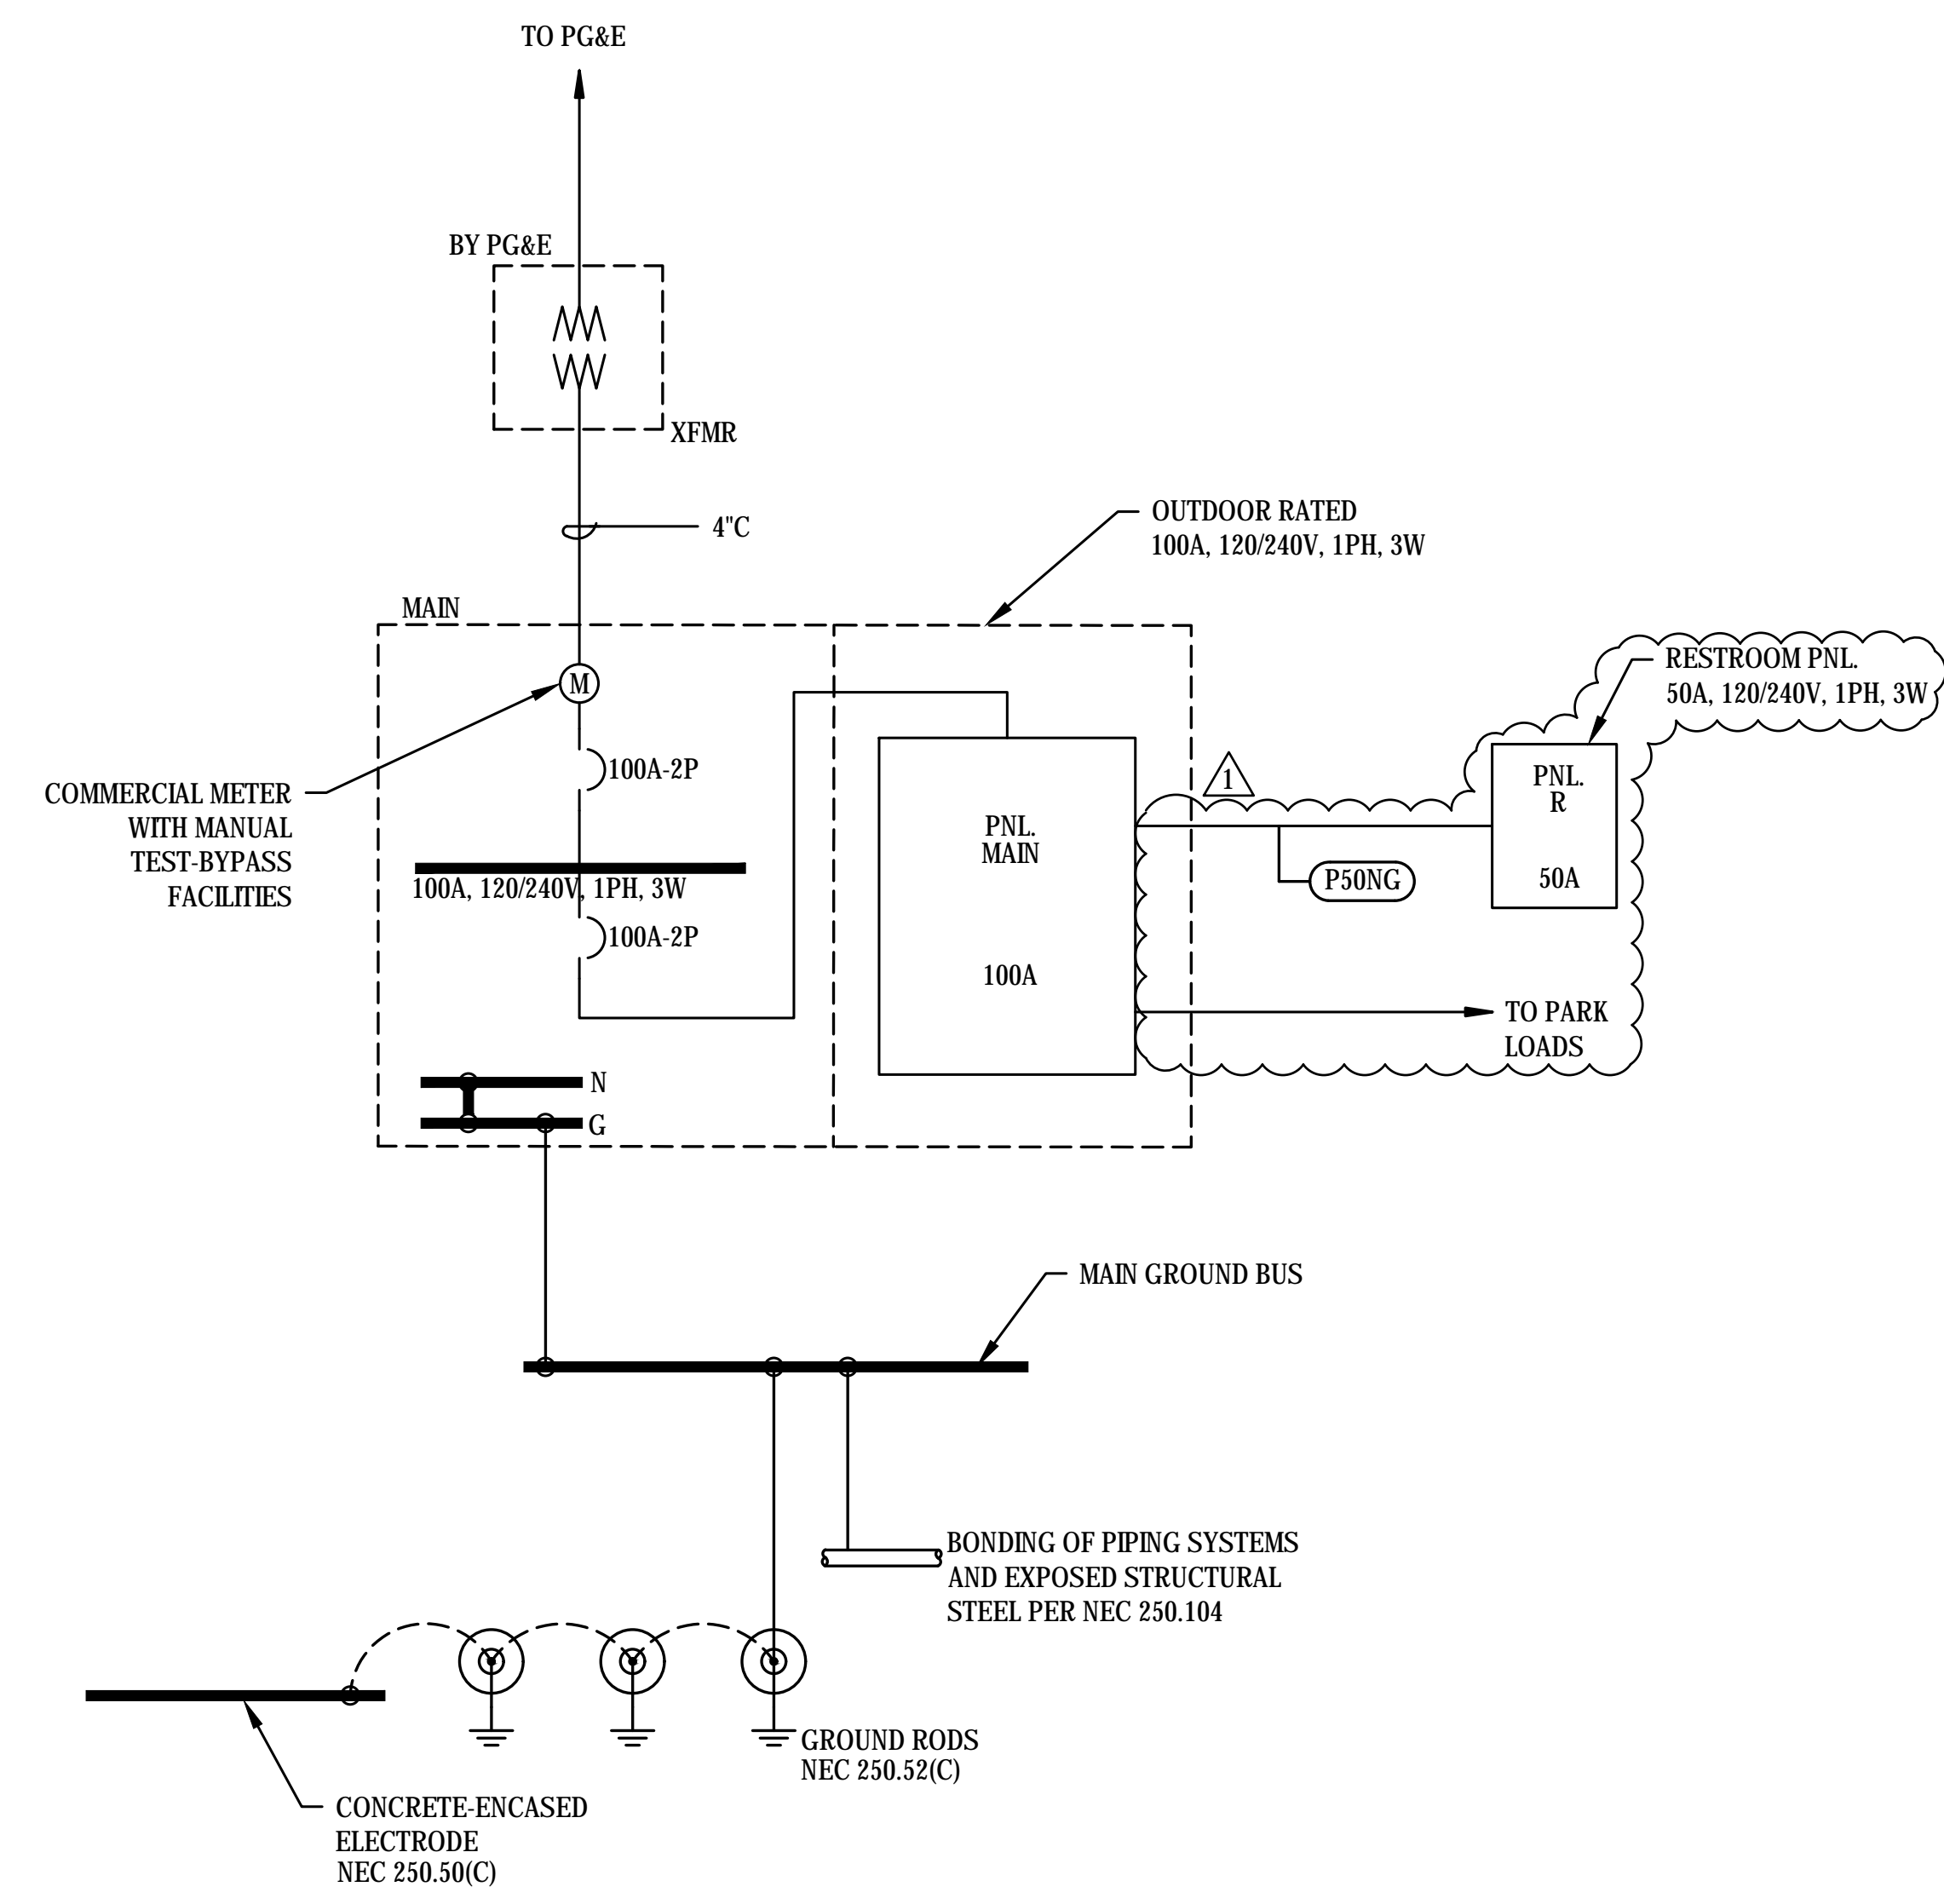 TO PG&E
BY PG&E
XFMR
4"C
OUTDOOR RATED
100A, 120/240V, 1PH, 3W
MAIN
M
100A-2P
COMMERCIAL METER
WITH MANUAL
TEST-BYPASS
FACILITIES
100A, 120/240V, 1PH, 3W
100A-2P
N
G
PNL.
MAIN
100A
1
RESTROOM PNL.
50A, 120/240V, 1PH, 3W
PNL.
R
50A
P50NG
TO PARK
LOADS
MAIN GROUND BUS
BONDING OF PIPING SYSTEMS
AND EXPOSED STRUCTURAL
STEEL PER NEC 250.104
GROUND RODS
NEC 250.52(C)
CONCRETE-ENCASED
ELECTRODE
NEC 250.50(C)